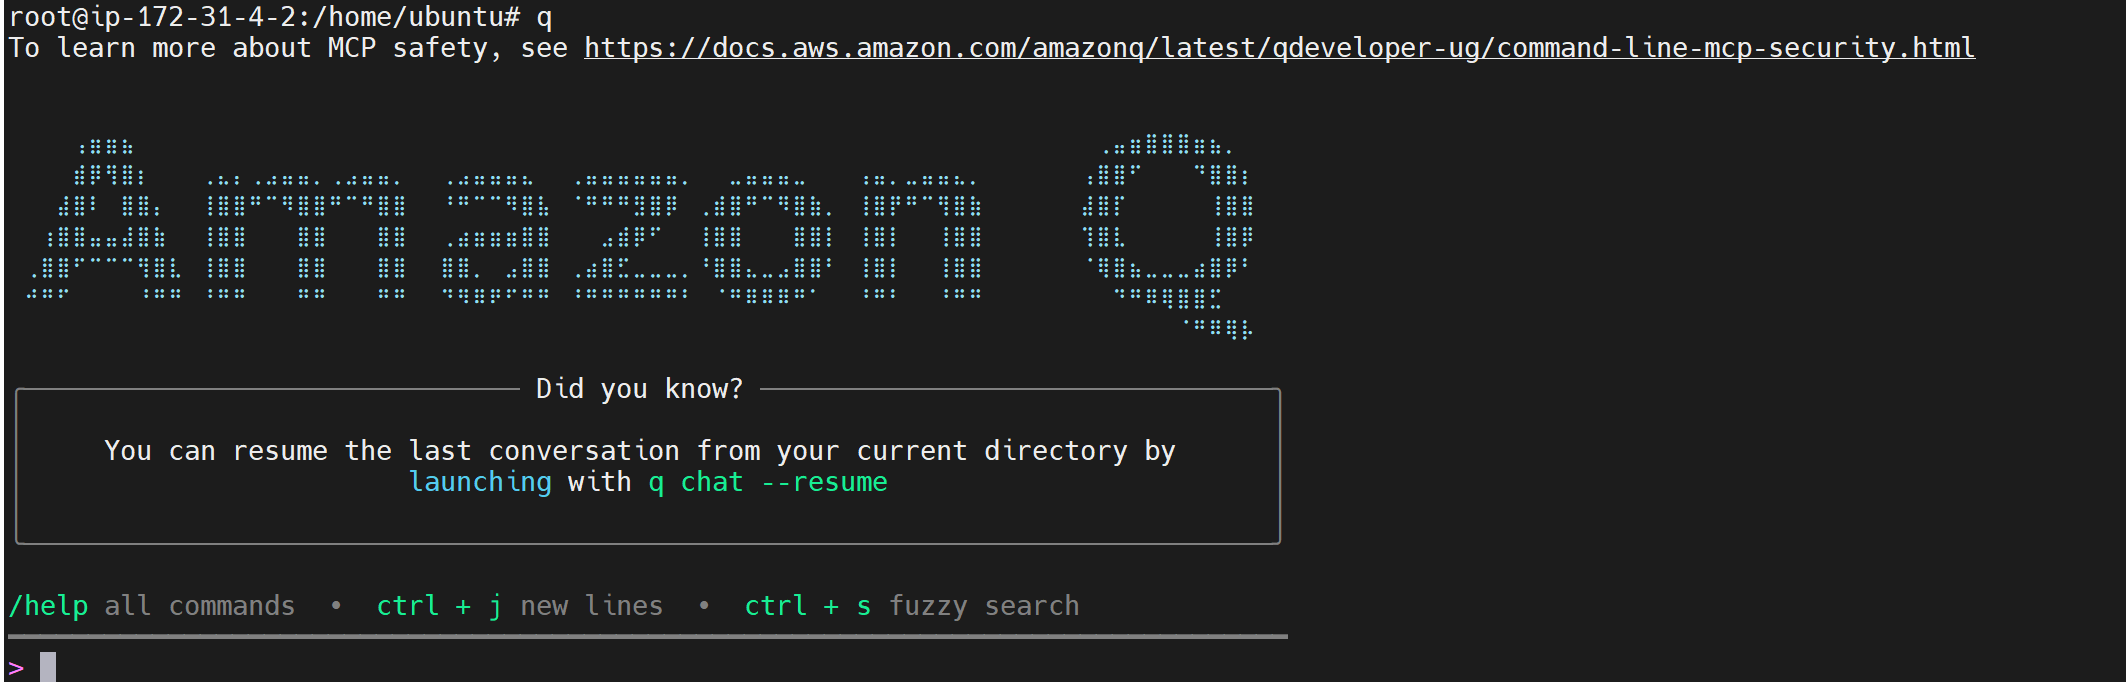 root@ip-172-31-4-2:/home/ubuntu# q
To learn more about MCP safety, see https://docs.aws.amazon.com/amazonq/latest/qdeveloper-ug/command-line-mcp-security.html
Amazon Q
Did you know?
You can resume the last conversation from your current directory by
launching with q chat --resume
/help all commands • ctrl + j new lines • ctrl + s fuzzy search
>